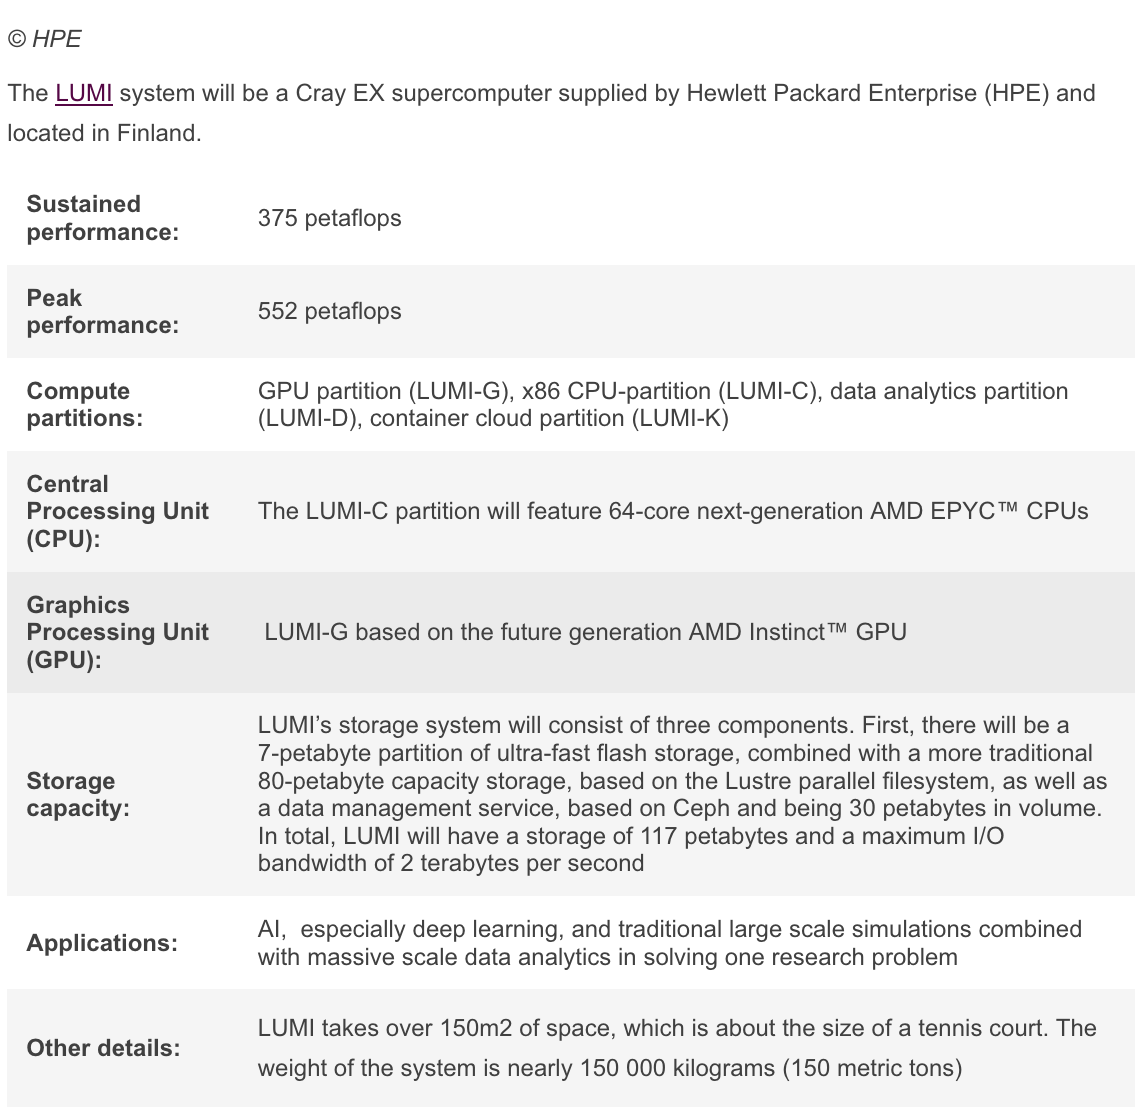 © HPE
The LUMI system will be a Cray EX supercomputer supplied by Hewlett Packard Enterprise (HPE) and
located in Finland.
Sustained
performance:
375 petaflops
Peak
performance:
552 petaflops
Compute
partitions:
GPU partition (LUMI-G), x86 CPU-partition (LUMI-C), data analytics partition
(LUMI-D), container cloud partition (LUMI-K)
Central
Processing Unit
(CPU):
The LUMI-C partition will feature 64-core next-generation AMD EPYC™ CPUs
Graphics
Processing Unit
(GPU):
LUMI-G based on the future generation AMD Instinct™ GPU
Storage
capacity:
LUMI’s storage system will consist of three components. First, there will be a
7-petabyte partition of ultra-fast flash storage, combined with a more traditional
80-petabyte capacity storage, based on the Lustre parallel filesystem, as well as
a data management service, based on Ceph and being 30 petabytes in volume.
In total, LUMI will have a storage of 117 petabytes and a maximum I/O
bandwidth of 2 terabytes per second
Applications:
AI,  especially deep learning, and traditional large scale simulations combined
with massive scale data analytics in solving one research problem
Other details:
LUMI takes over 150m2 of space, which is about the size of a tennis court. The
weight of the system is nearly 150 000 kilograms (150 metric tons)